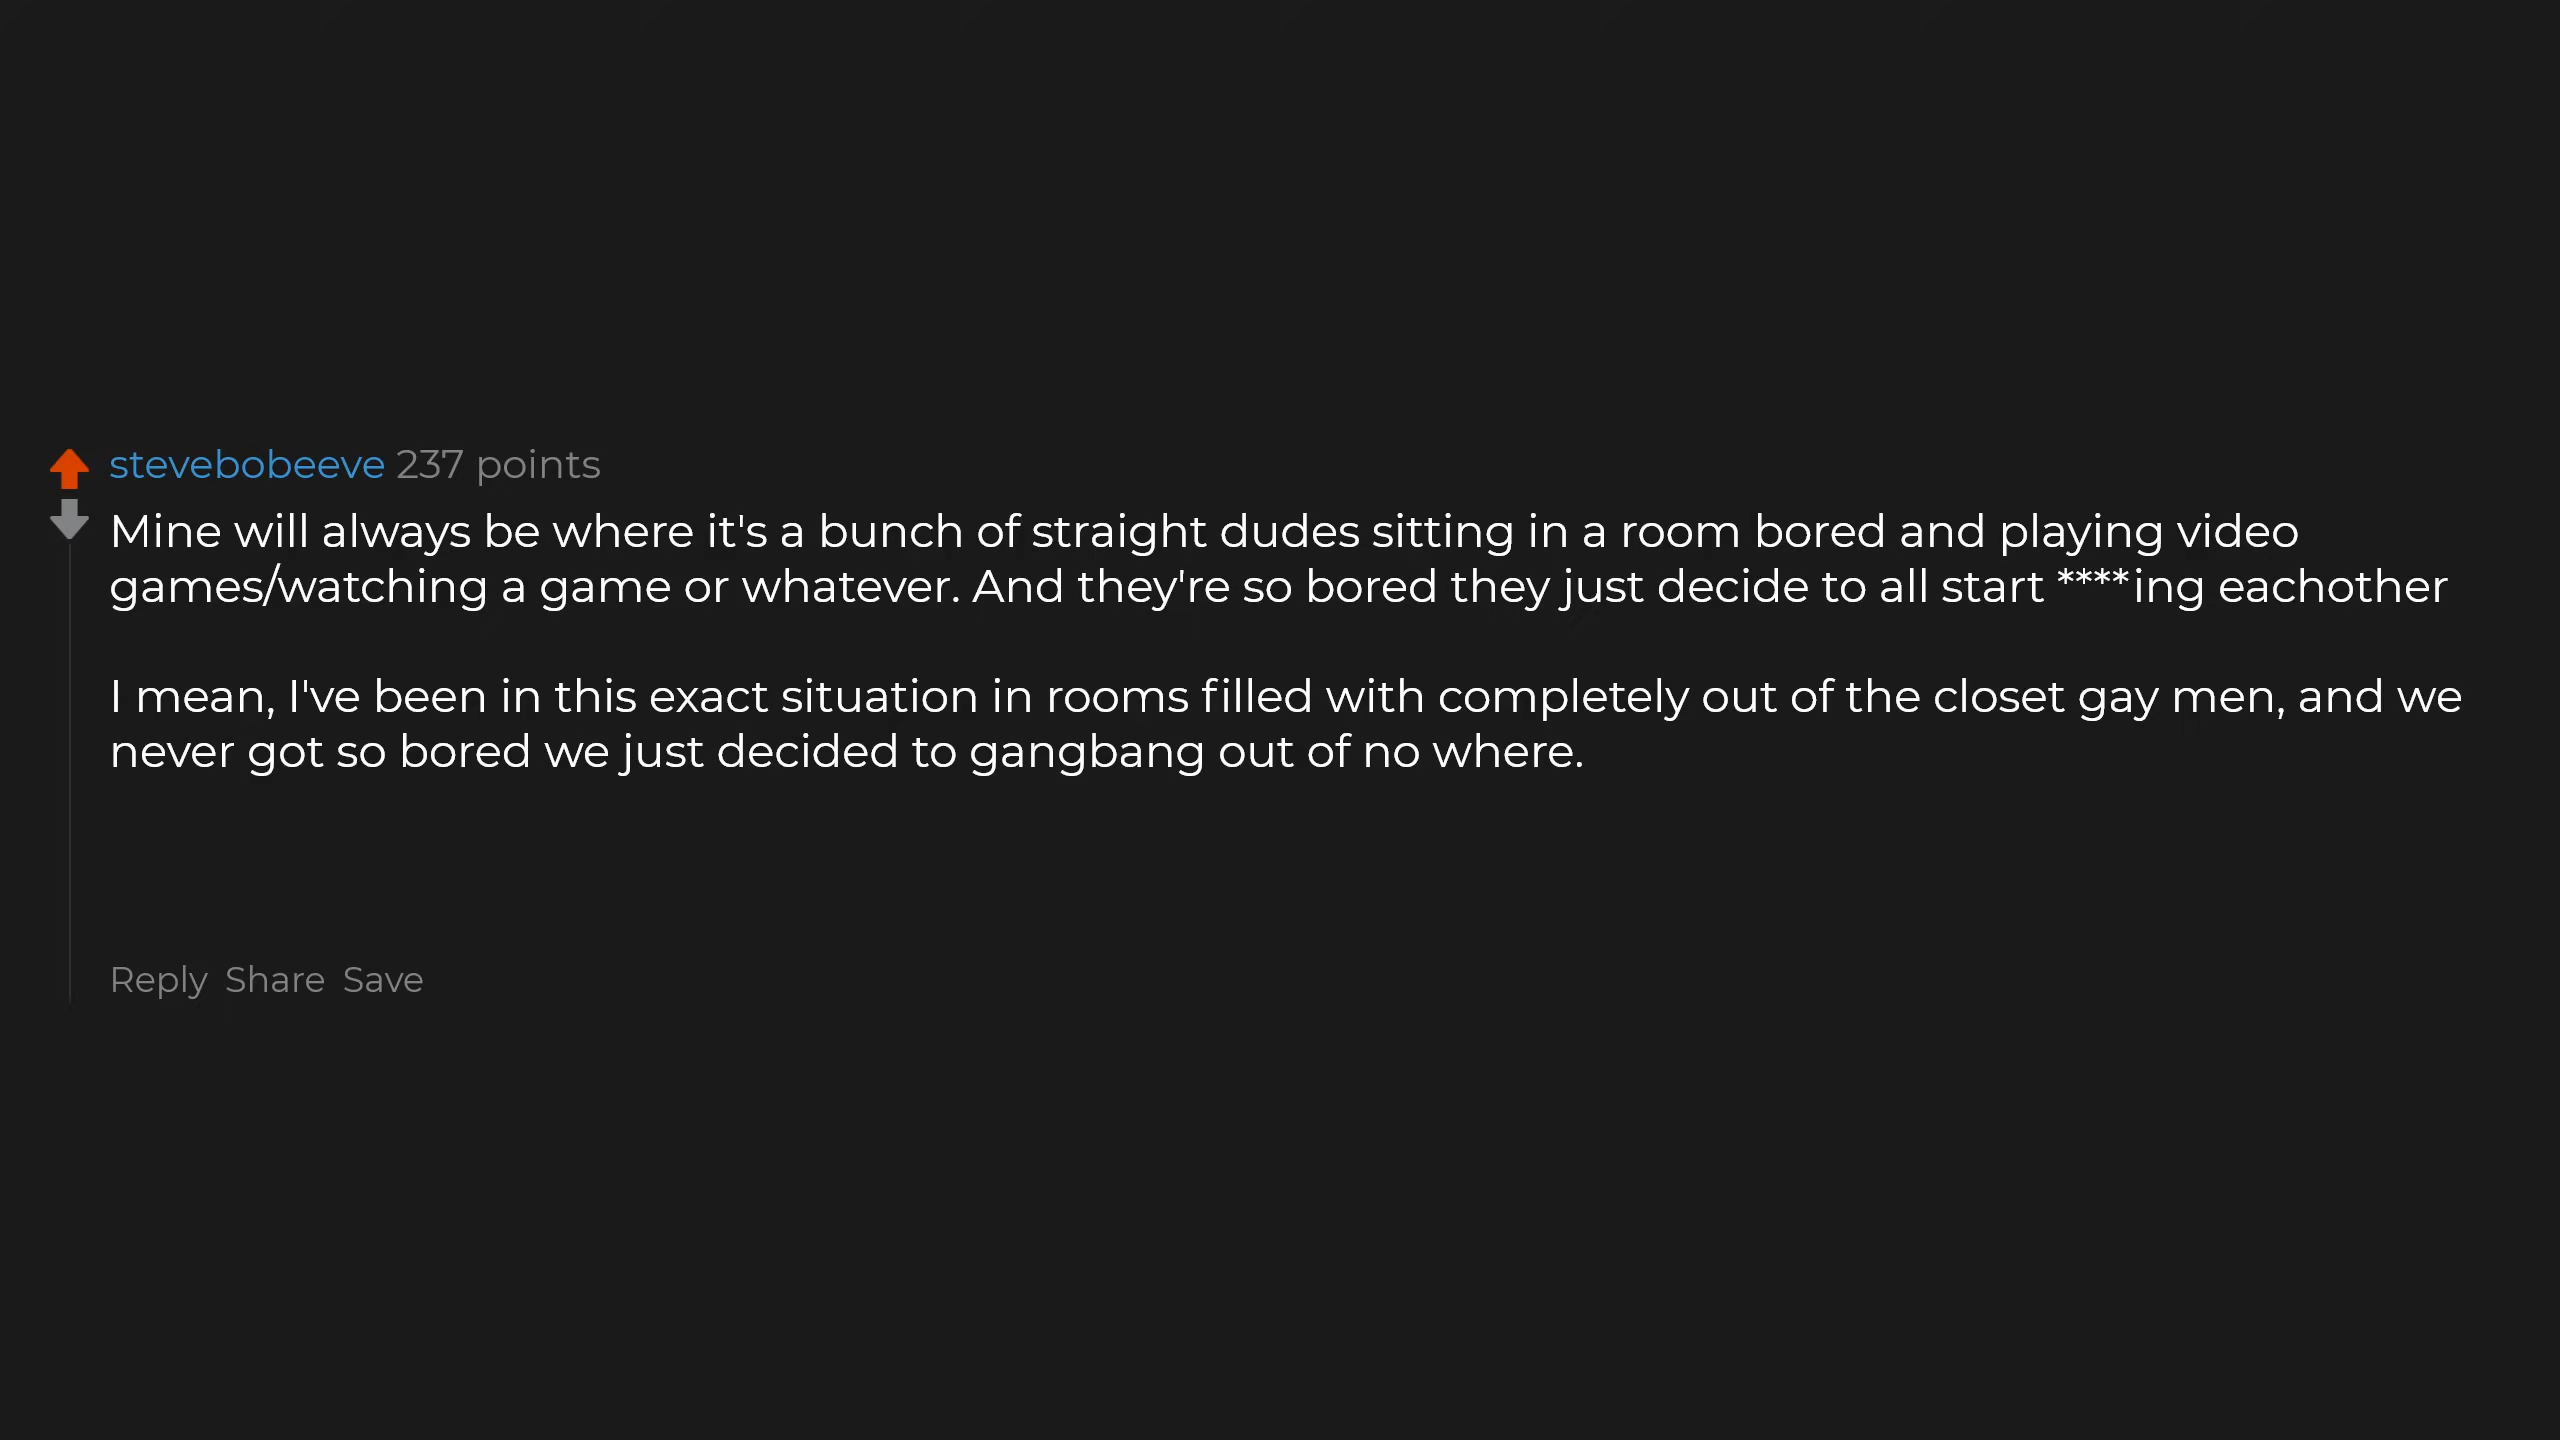 stevebobeeve 237 points
Mine will always be where it's a bunch of straight dudes sitting in a room bored and playing video
games/watching a game or whatever. And they're so bored they just decide to all start ****ing eachother
I mean, I've been in this exact situation in rooms filled with completely out of the closet gay men, and we
never got so bored we just decided to gangbang out of no where.
Reply Share Save